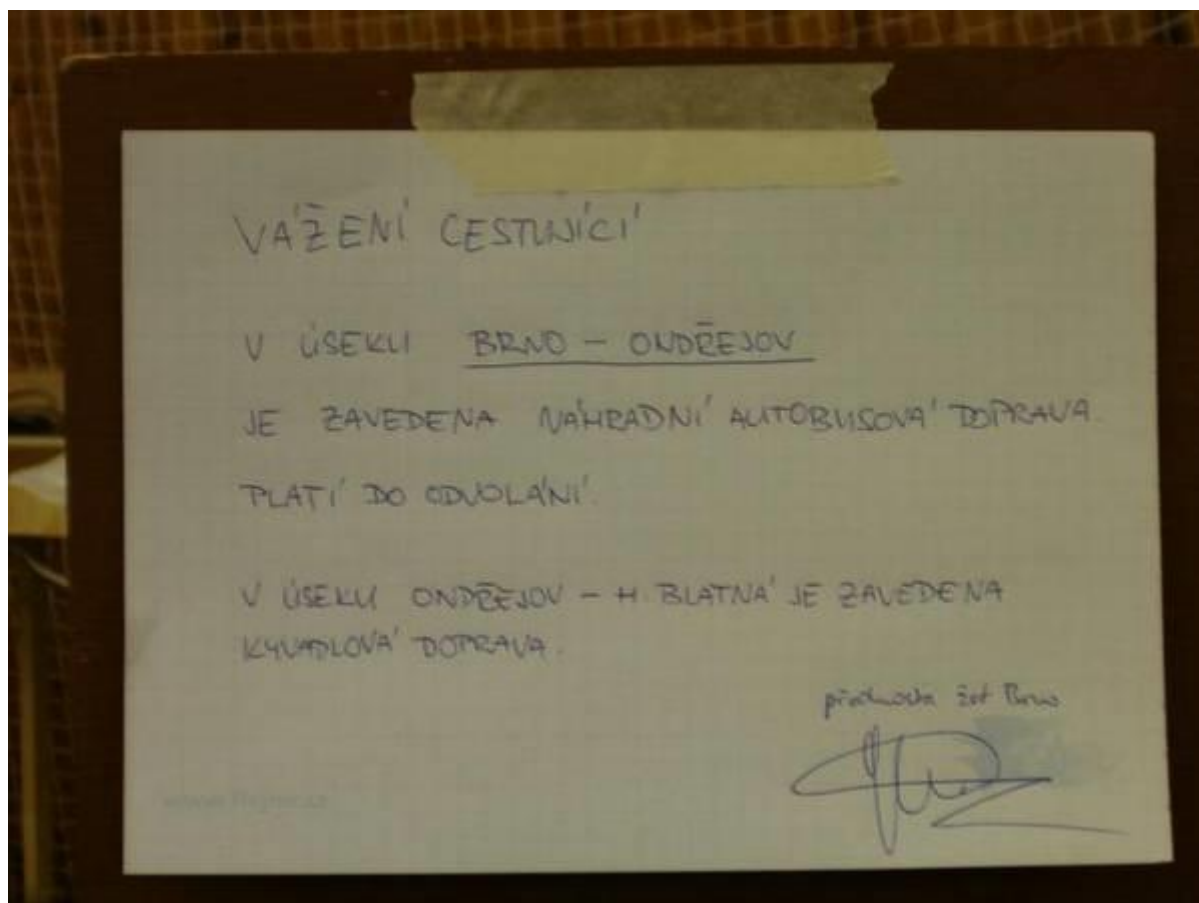 VÁŽENÍ CESTUJÍCÍ
V ÚSEKU BRNO - ONDŘEJOV
JE ZAVEDENA NÁHRADNÍ AUTOBUSOVÁ DOPRAVA.
PLATÍ DO ODVOLÁNÍ.
V ÚSEKU ONDŘEJOV - H. BLATNÁ JE ZAVEDENA
KYVADLOVÁ DOPRAVA.
přednosta žst Brno